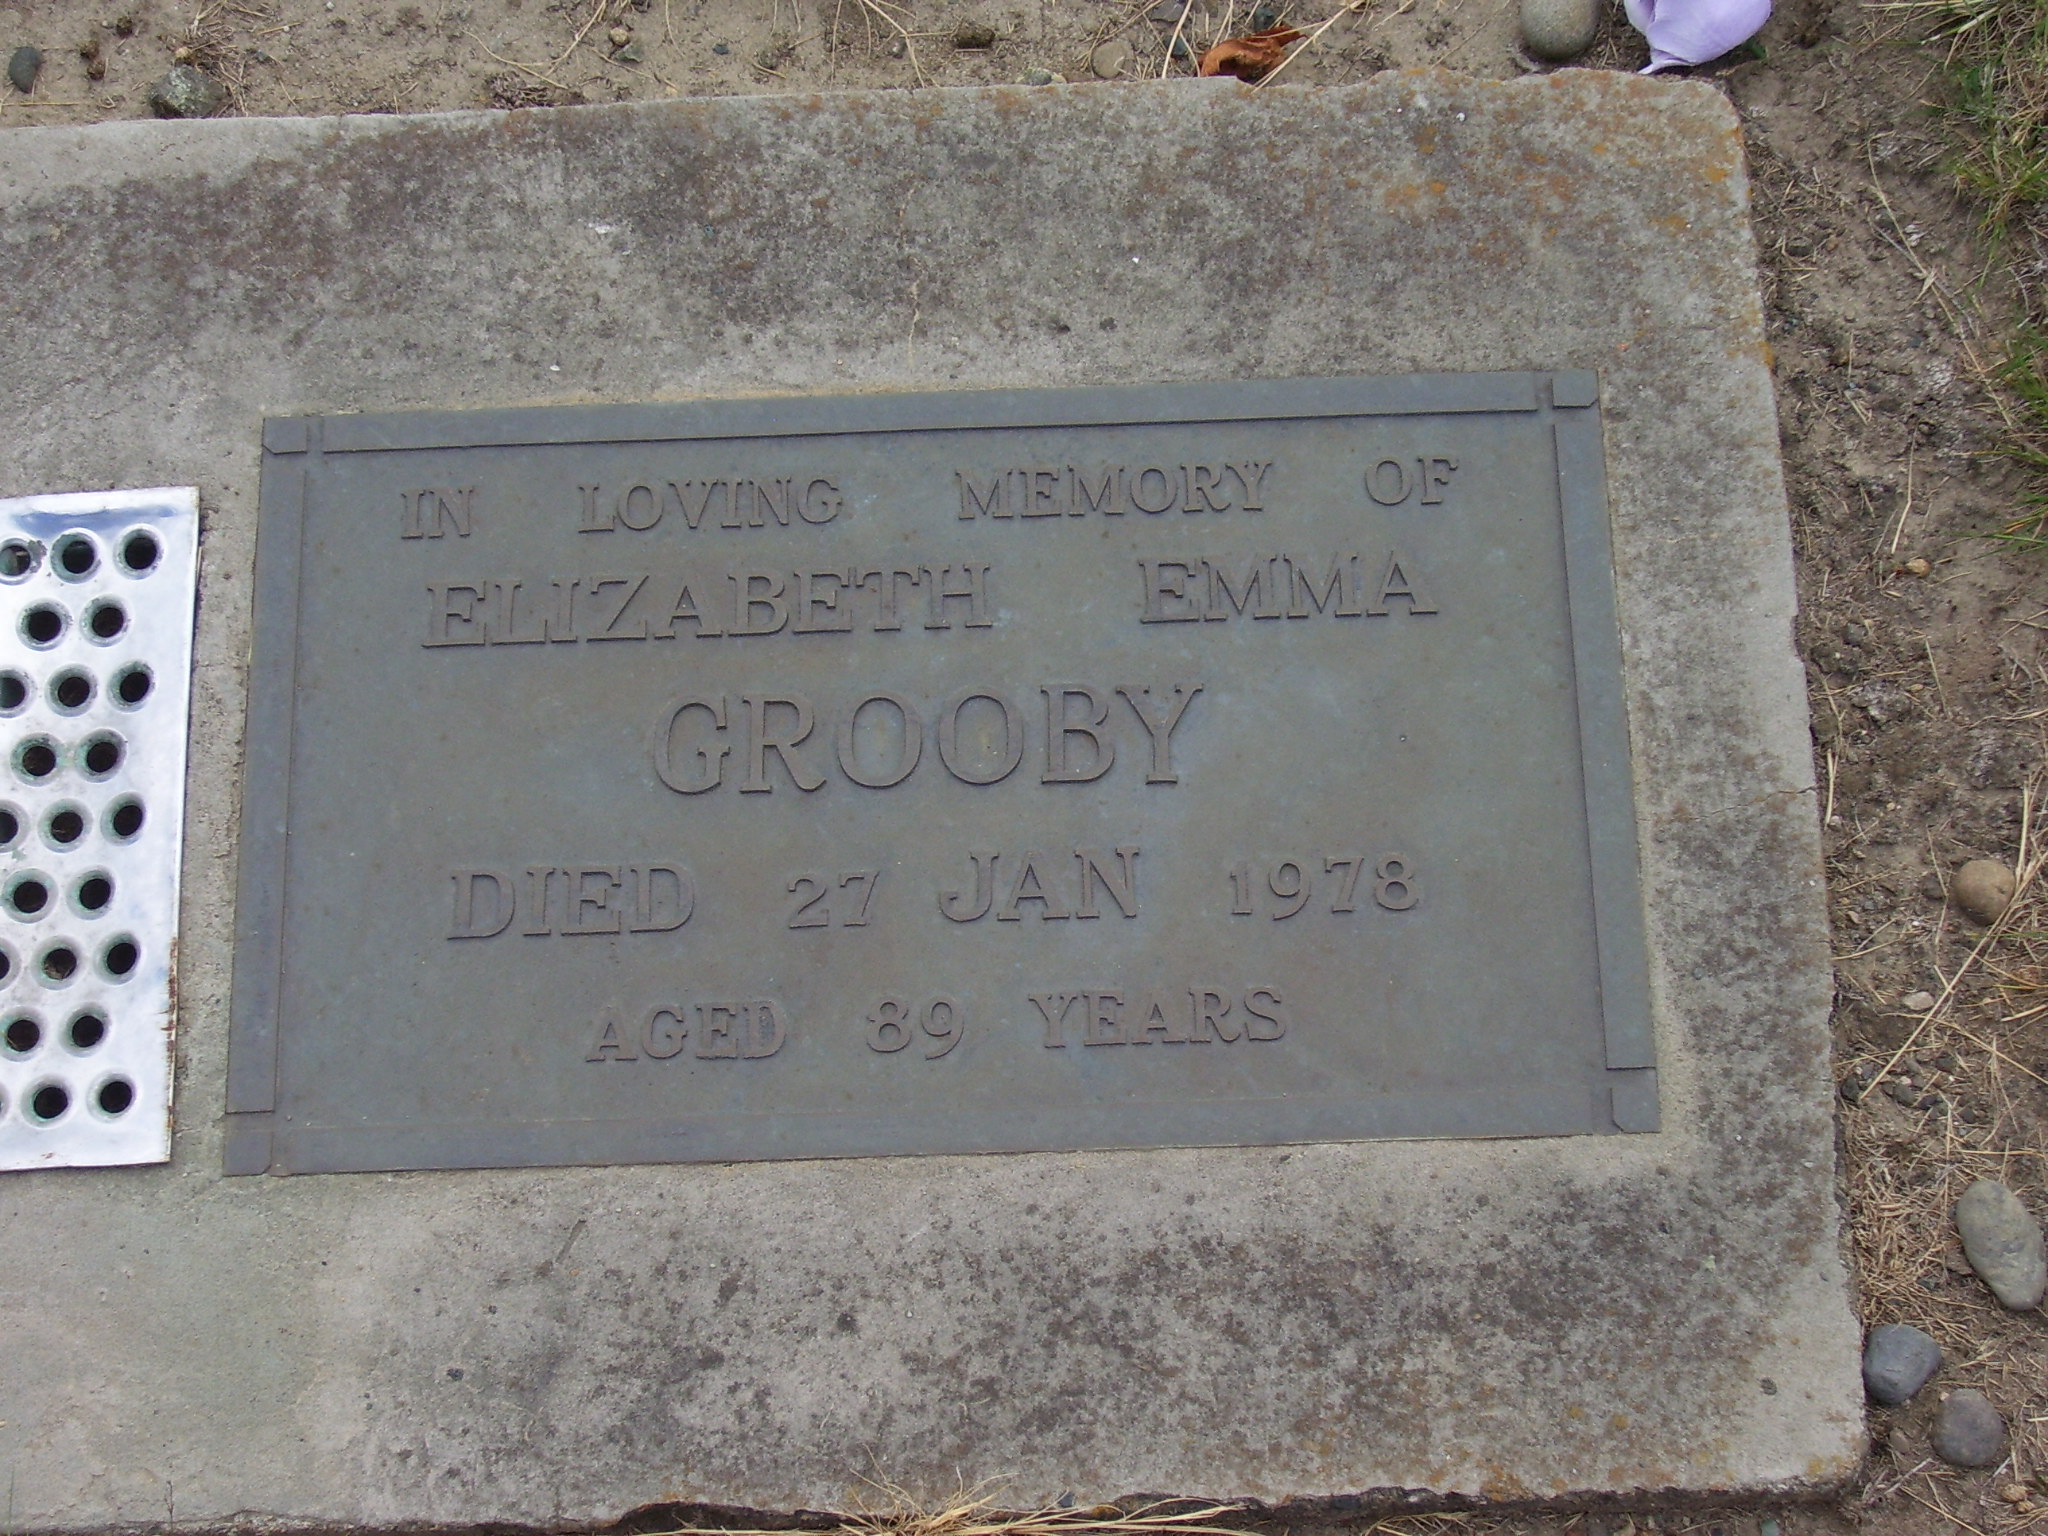 IN LOVING MEMORY OF
ELIZABETH EMMA
GROOBY
DIED 27 JAN 1978
AGED 89 YEARS